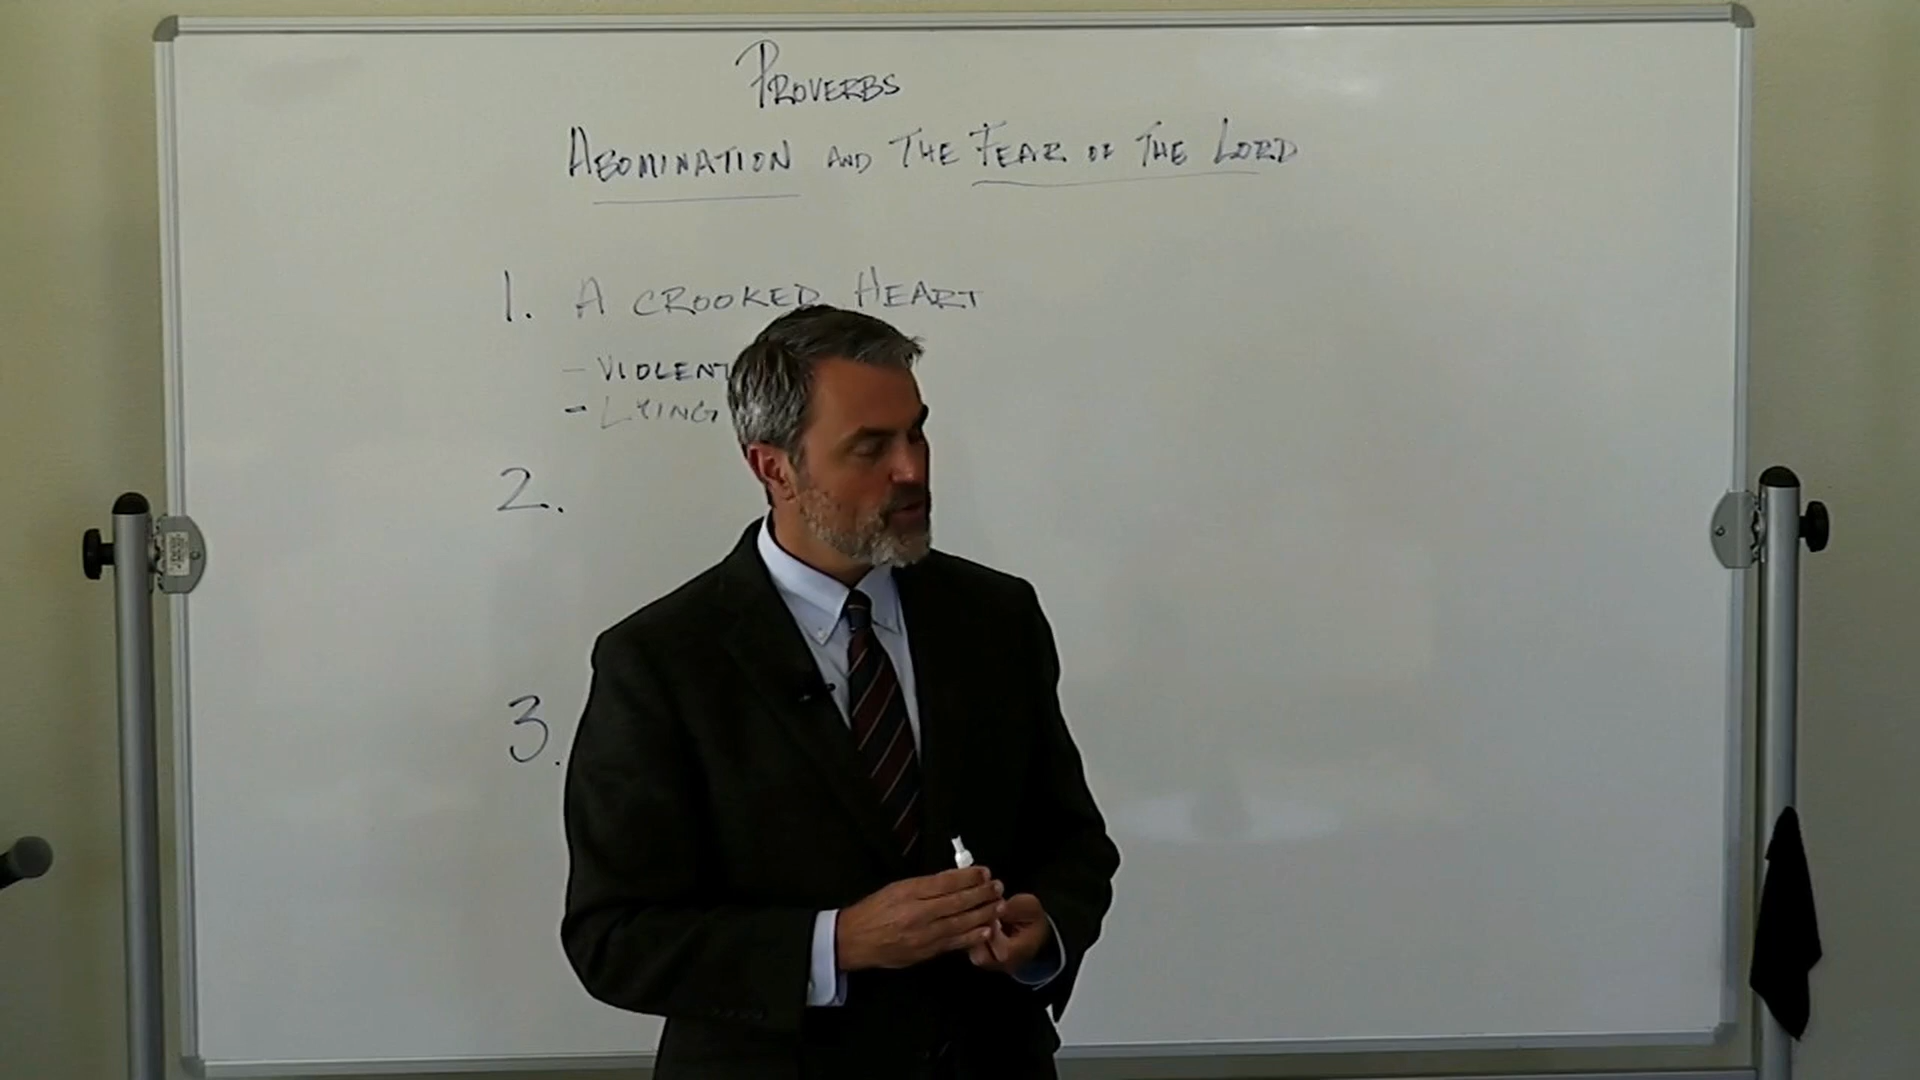 PROVERBS
ABOMINATION AND THE FEAR OF THE LORD
1. A CROOKED HEART
- VIOLENT
- LYING
2.
3.